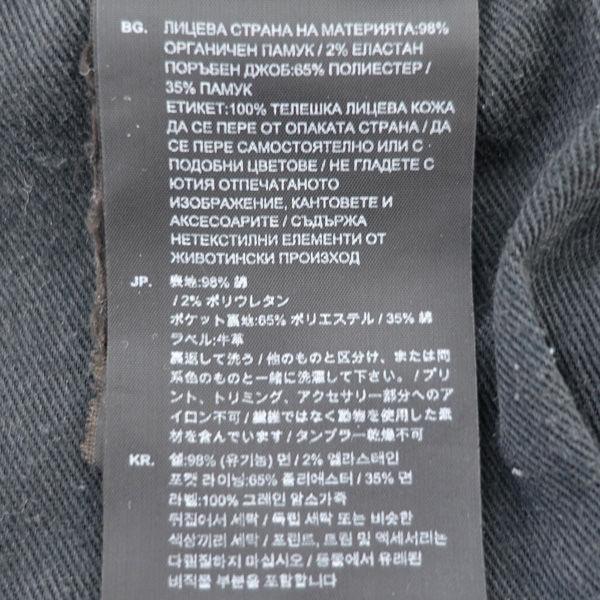 BG. ЛИЦЕВА СТРАНА НА МАТЕРИЯТА:98%
ОРГАНИЧЕН ПАМУК / 2% ЕЛАСТАН
ПОРЪБЕН ДЖОБ:65% ПОЛИЕСТЕР /
35% ПАМУК
ЕТИКЕТ:100% ТЕЛЕШКА ЛИЦЕВА КОЖА
ДА СЕ ПЕРЕ ОТ ОПАКАТА СТРАНА / ДА
СЕ ПЕРЕ САМОСТОЯТЕЛНО ИЛИ С
ПОДОБНИ ЦВЕТОВЕ / НЕ ГЛАДЕТЕ С
ЮТИЯ ОТПЕЧАТАНОТО
ИЗОБРАЖЕНИЕ, КАНТОВЕТЕ И
АКСЕСОАРИТЕ / СЪДЪРЖА
НЕТЕКСТИЛНИ ЕЛЕМЕНТИ ОТ
ЖИВОТИНСКИ ПРОИЗХОД
JP. 表地:98% 綿
/ 2% ポリウレタン
ポケット裏地:65% ポリエステル / 35% 綿
ラベル:牛革
裏返して洗う / 他のものと区分け、または同
系色のものと一緒に洗濯して下さい。 / プリ
ント、トリミング、アクセサリー部分へのア
イロン不可 / 繊維ではなく動物を使用した素
材を含んでいます / タンブラー乾燥不可
KR. 쉘:98% (유기농) 면 / 2% 엘라스테인
포켓 라이닝:65% 폴리에스터 / 35% 면
라벨:100% 그레인 암소가죽
뒤집어서 세탁 / 독립 세탁 또는 비슷한
색상끼리 세탁 / 프린트, 트림 및 액세서리는
다림질하지 마십시오 / 동물에서 유래된
비직물 부분을 포함합니다